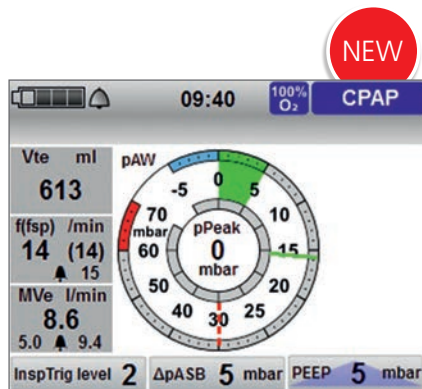 NEW
09:40 100% O₂ CPAP
Vte ml
613
f(fsp) /min
14 (14)
15
MVe l/min
8.6
5.0 9.4
pAW
-5 0 5 10 15 20 25 30 40 50 60 70
mbar
pPeak
0
mbar
InspTrig level 2 ΔpASB 5 mbar PEEP 5 mbar